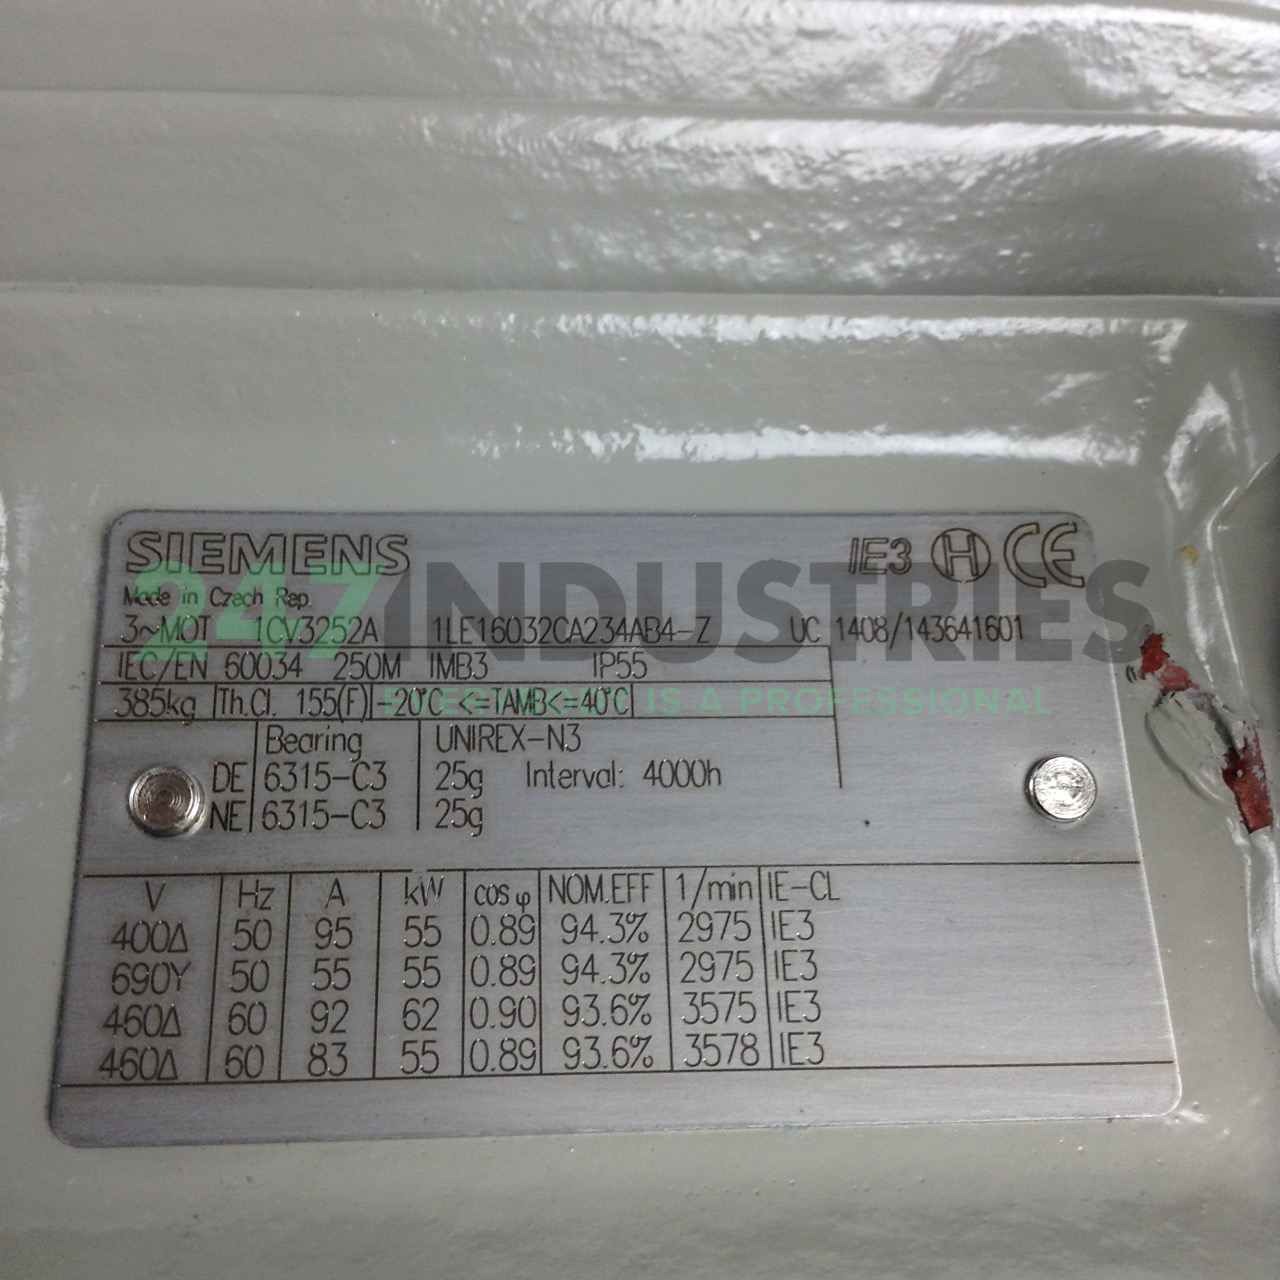 SIEMENS IE3 H CE
Made in Czech Rep.
3~MOT 1CV3252A 1LE16032CA234AB4-Z UC 1408/143641601
IEC/EN 60034 250M IMB3 IP55
385kg Th.Cl. 155(F) -20°C <=TAMB<=40°C
Bearing UNIREX-N3
DE 6315-C3 25g Interval: 4000h
NE 6315-C3 25g
V Hz A kW cos φ NOM.EFF 1/min IE-CL
400Δ 50 95 55 0.89 94.3% 2975 IE3
690Y 50 55 55 0.89 94.3% 2975 IE3
460Δ 60 92 62 0.90 93.6% 3575 IE3
460Δ 60 83 55 0.89 93.6% 3578 IE3
247INDUSTRIES
EVERYBODY IS A PROFESSIONAL